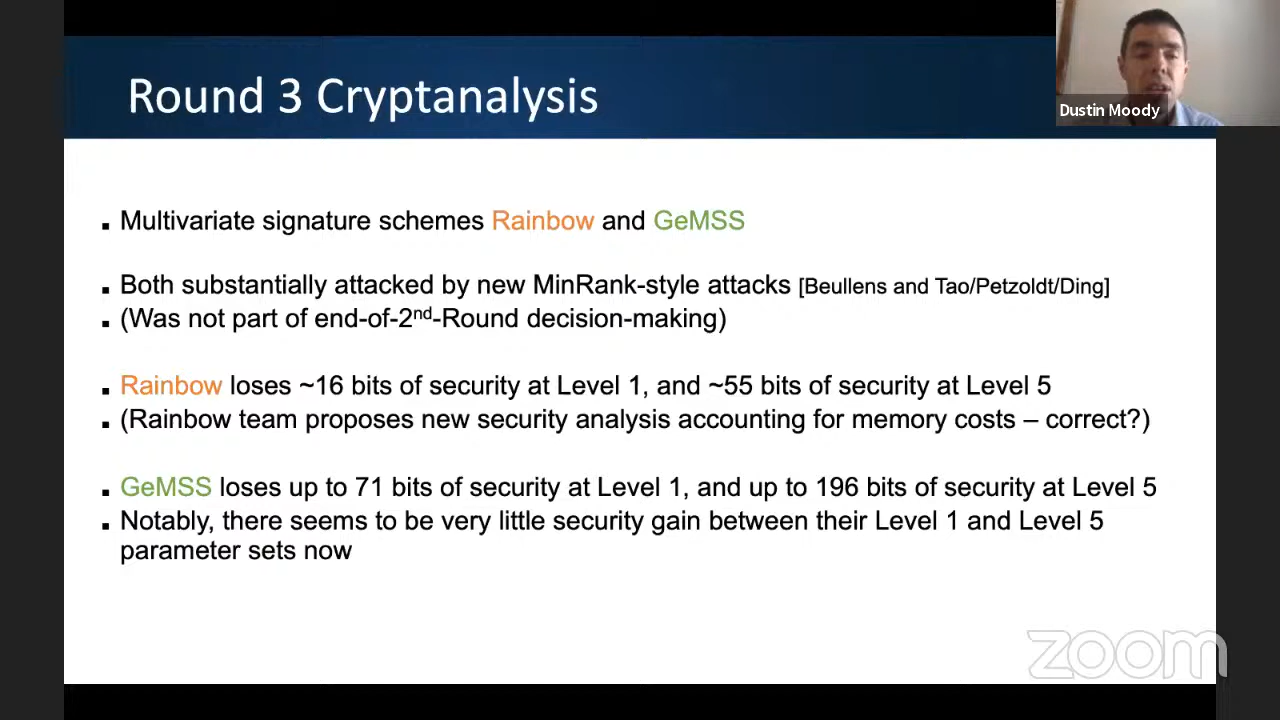 Round 3 Cryptanalysis
Dustin Moody
▪ Multivariate signature schemes Rainbow and GeMSS
▪ Both substantially attacked by new MinRank-style attacks [Beullens and Tao/Petzoldt/Ding]
▪ (Was not part of end-of-2nd-Round decision-making)
▪ Rainbow loses ~16 bits of security at Level 1, and ~55 bits of security at Level 5
▪ (Rainbow team proposes new security analysis accounting for memory costs – correct?)
▪ GeMSS loses up to 71 bits of security at Level 1, and up to 196 bits of security at Level 5
▪ Notably, there seems to be very little security gain between their Level 1 and Level 5
parameter sets now
zoom